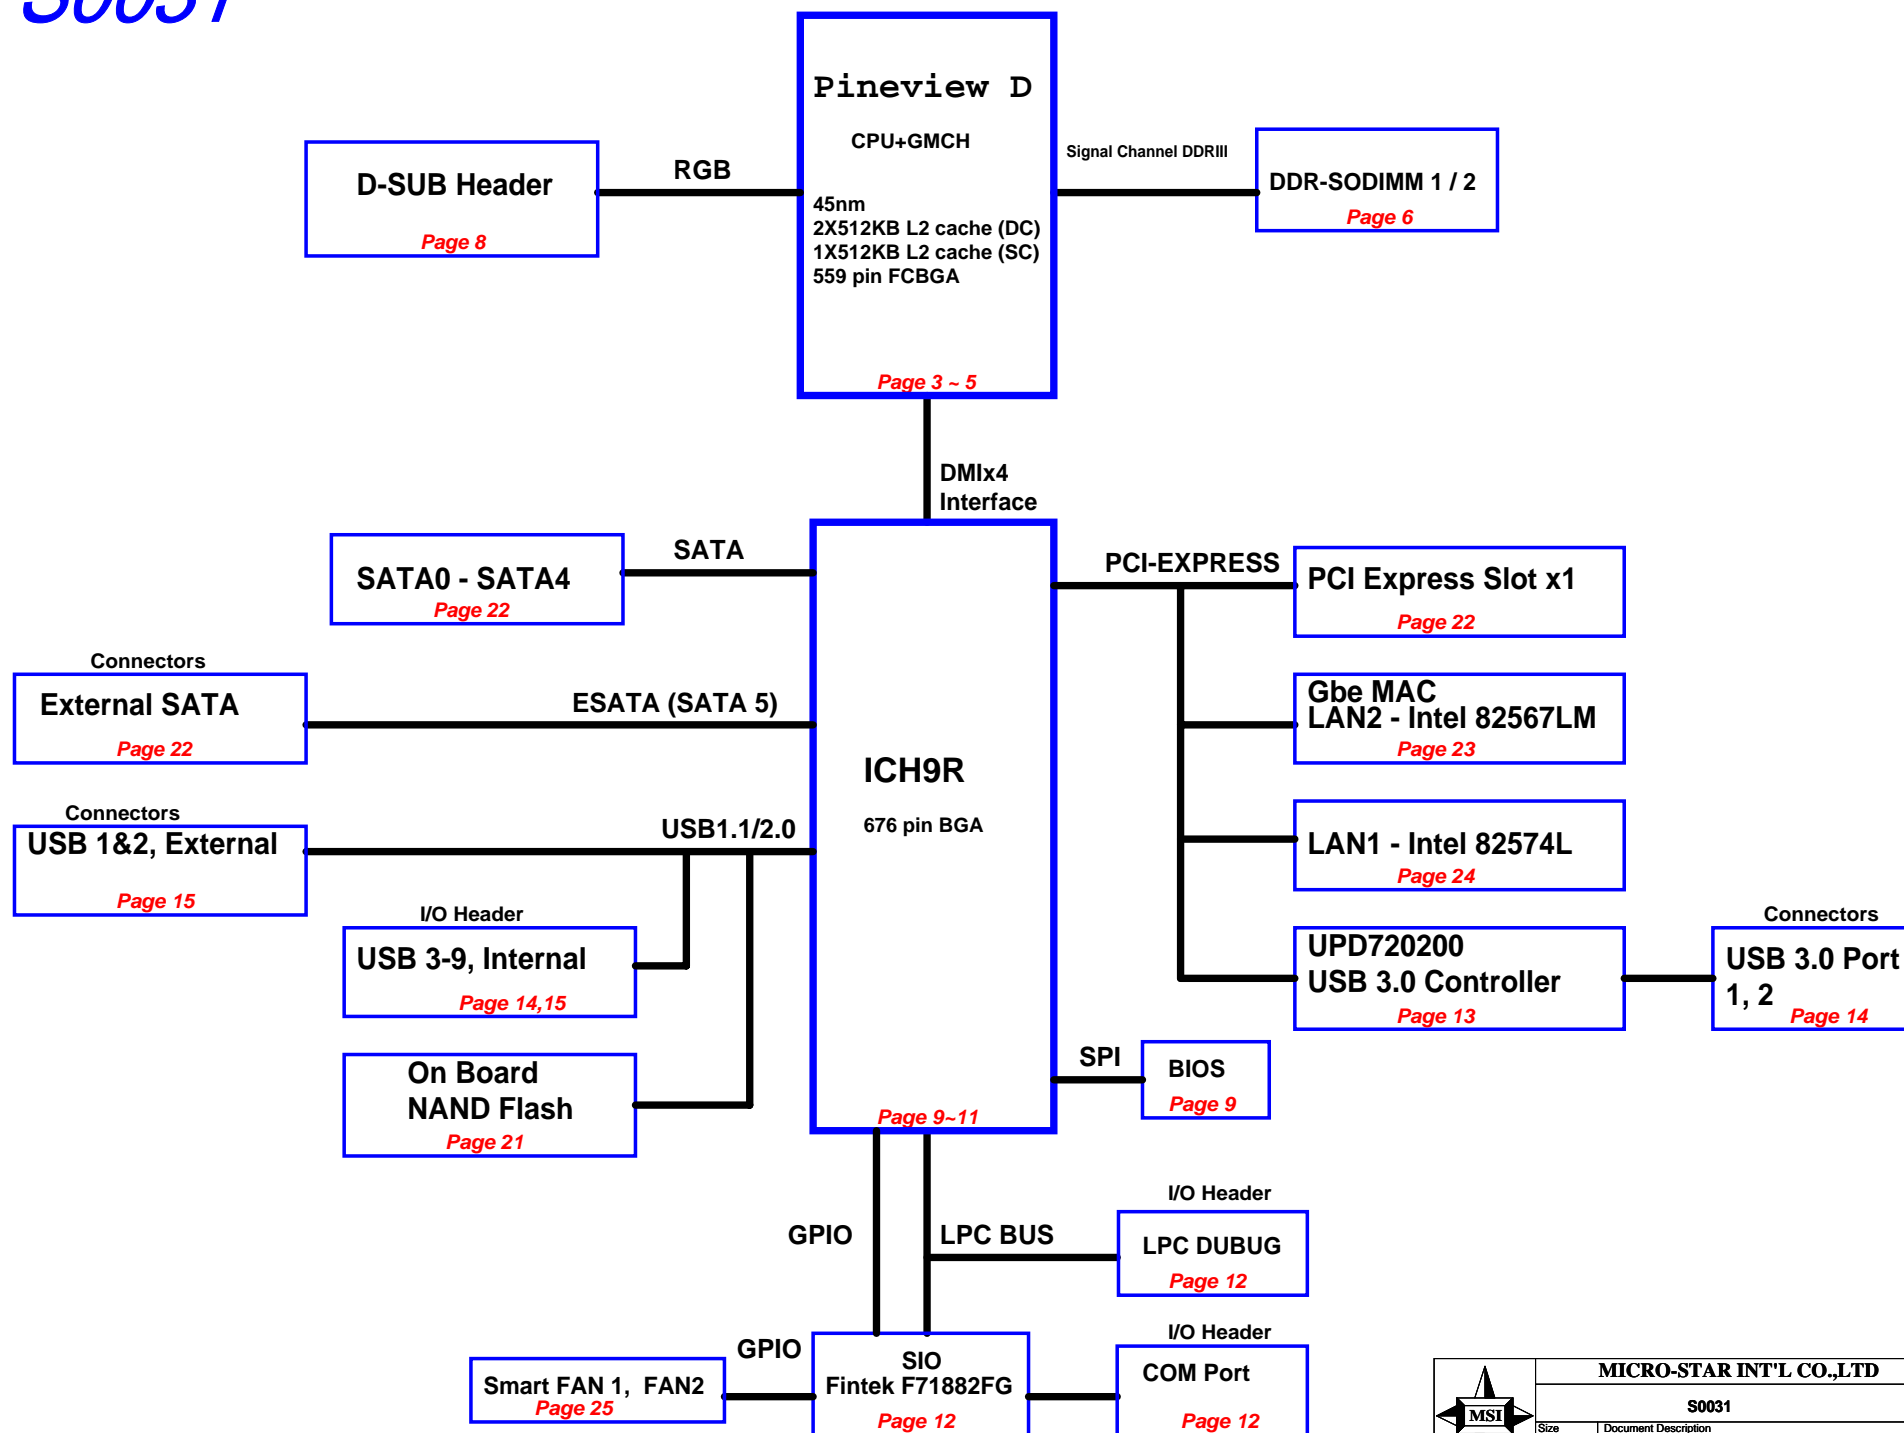 S0031
Pineview D
CPU+GMCH
45nm
2X512KB L2 cache (DC)
1X512KB L2 cache (SC)
559 pin FCBGA
Page 3 ~ 5
D-SUB Header
Page 8
RGB
Signal Channel DDRIII
DDR-SODIMM 1 / 2
Page 6
DMIx4
Interface
SATA0 - SATA4
Page 22
SATA
Connectors
External SATA
Page 22
ESATA (SATA 5)
Connectors
USB 1&2, External
Page 15
USB1.1/2.0
I/O Header
USB 3-9, Internal
Page 14,15
On Board
NAND Flash
Page 21
ICH9R
676 pin BGA
Page 9~11
PCI-EXPRESS
PCI Express Slot x1
Page 22
Gbe MAC
LAN2 - Intel 82567LM
Page 23
LAN1 - Intel 82574L
Page 24
UPD720200
USB 3.0 Controller
Page 13
Connectors
USB 3.0 Port
1, 2
Page 14
SPI
BIOS
Page 9
GPIO
LPC BUS
I/O Header
LPC DUBUG
Page 12
GPIO
Smart FAN 1, FAN2
Page 25
SIO
Fintek F71882FG
Page 12
I/O Header
COM Port
Page 12
MSI
MICRO-STAR INT'L CO.,LTD
S0031
Size
Document Description